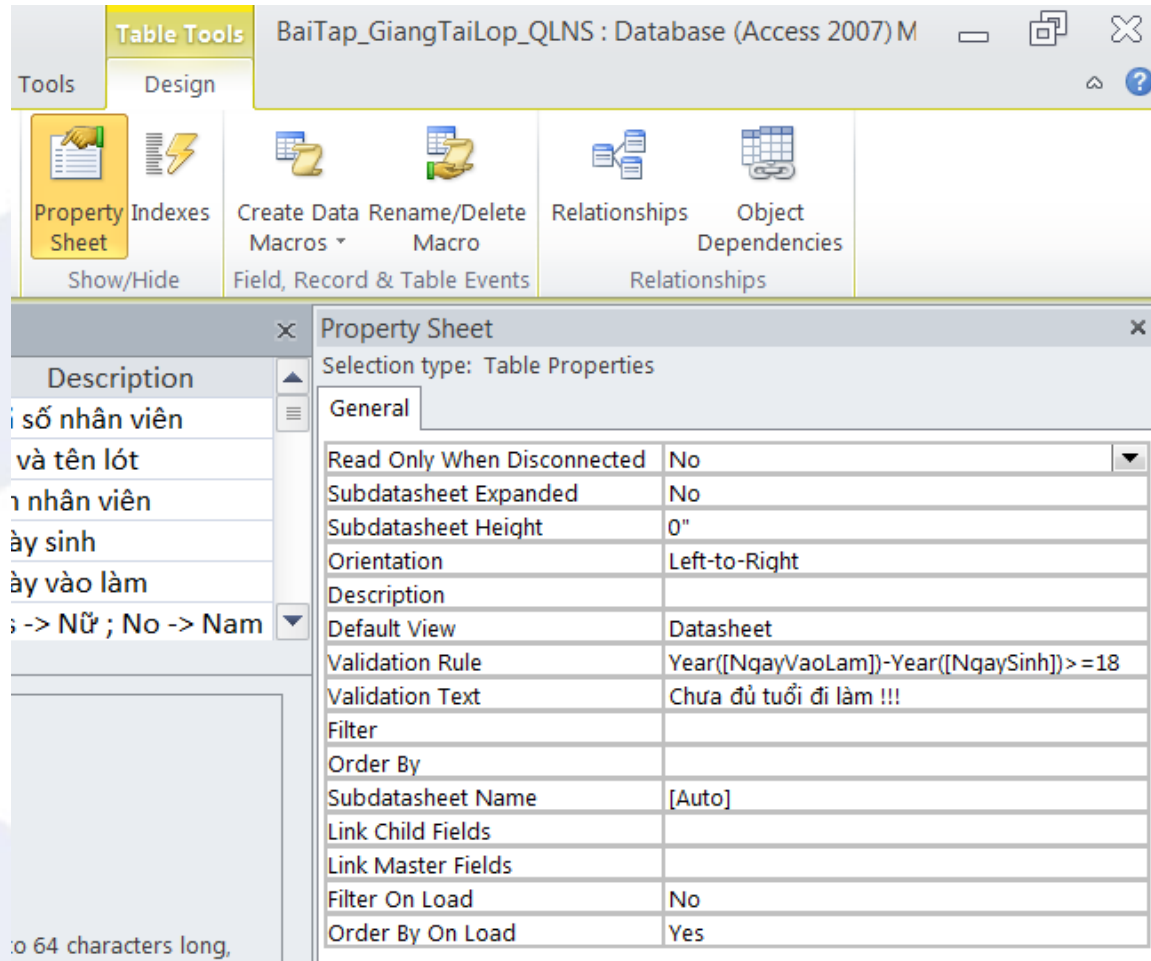 Table Tools
BaiTap_GiangTaiLop_QLNS : Database (Access 2007) M
Tools
Design
Property Sheet
Indexes
Create Data Macros
Rename/Delete Macro
Relationships
Object Dependencies
Show/Hide
Field, Record & Table Events
Relationships
Description
số nhân viên
và tên lót
nhân viên
ày sinh
ày vào làm
-> Nữ ; No -> Nam
Property Sheet
Selection type: Table Properties
General
Read Only When Disconnected No
Subdatasheet Expanded No
Subdatasheet Height 0"
Orientation Left-to-Right
Description
Default View Datasheet
Validation Rule Year([NgayVaoLam])-Year([NgaySinh])>=18
Validation Text Chưa đủ tuổi đi làm !!!
Filter
Order By
Subdatasheet Name [Auto]
Link Child Fields
Link Master Fields
Filter On Load No
Order By On Load Yes
to 64 characters long,